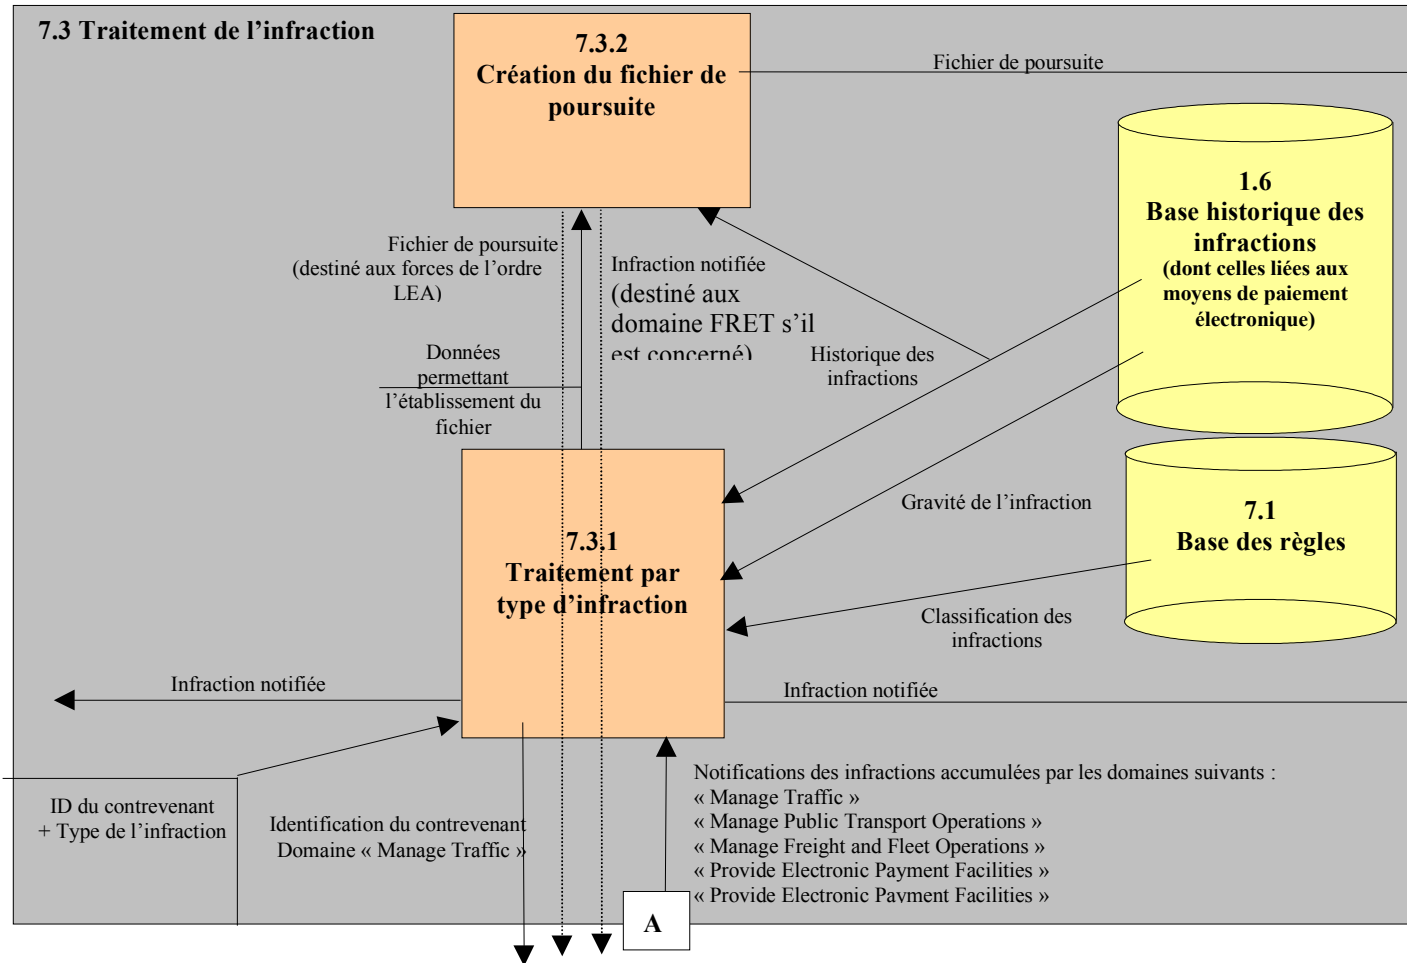 7.3 Traitement de l’infraction
7.3.2
Création du fichier de
poursuite
Fichier de poursuite
1.6
Base historique des
infractions
(dont celles liées aux
moyens de paiement
électronique)
Fichier de poursuite
(destiné aux forces de l’ordre
LEA)
Infraction notifiée
(destiné aux
domaine FRET s’il
est concerné)
Historique des
infractions
Données
permettant
l’établissement du
fichier
Gravité de l’infraction
7.1
Base des règles
7.3.1
Traitement par
type d’infraction
Classification des
infractions
Infraction notifiée
Infraction notifiée
ID du contrevenant
+ Type de l’infraction
Identification du contrevenant
Domaine « Manage Traffic »
Notifications des infractions accumulées par les domaines suivants :
« Manage Traffic »
« Manage Public Transport Operations »
« Manage Freight and Fleet Operations »
« Provide Electronic Payment Facilities »
« Provide Electronic Payment Facilities »
A